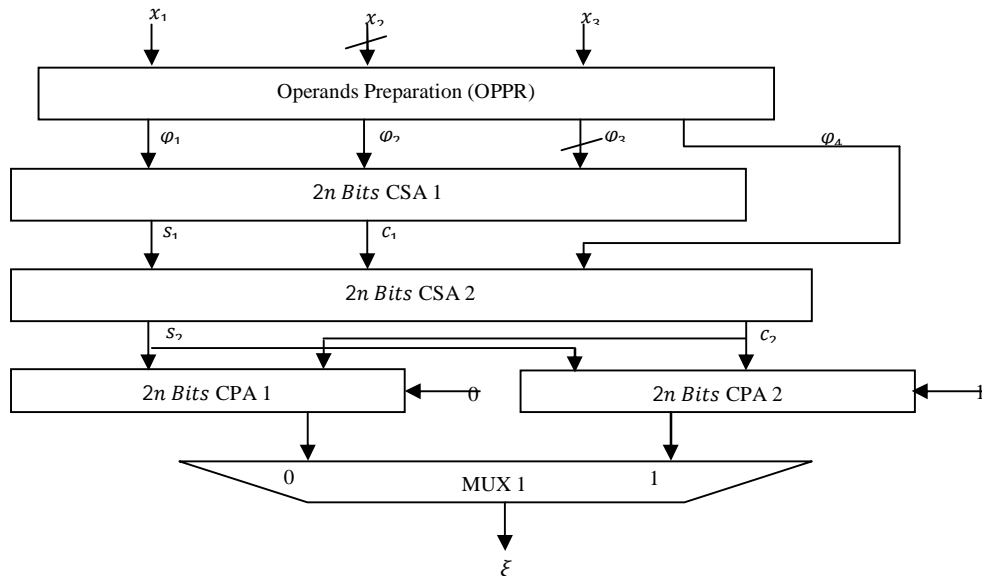 x₁ x₂ x₃
Operands Preparation (OPPR)
φ₁ φ₂ φ₃ φ₄
2n Bits CSA 1
s₁ c₁
2n Bits CSA 2
s₂ c₂
2n Bits CPA 1 0 2n Bits CPA 2 1
0 MUX 1 1
ξ